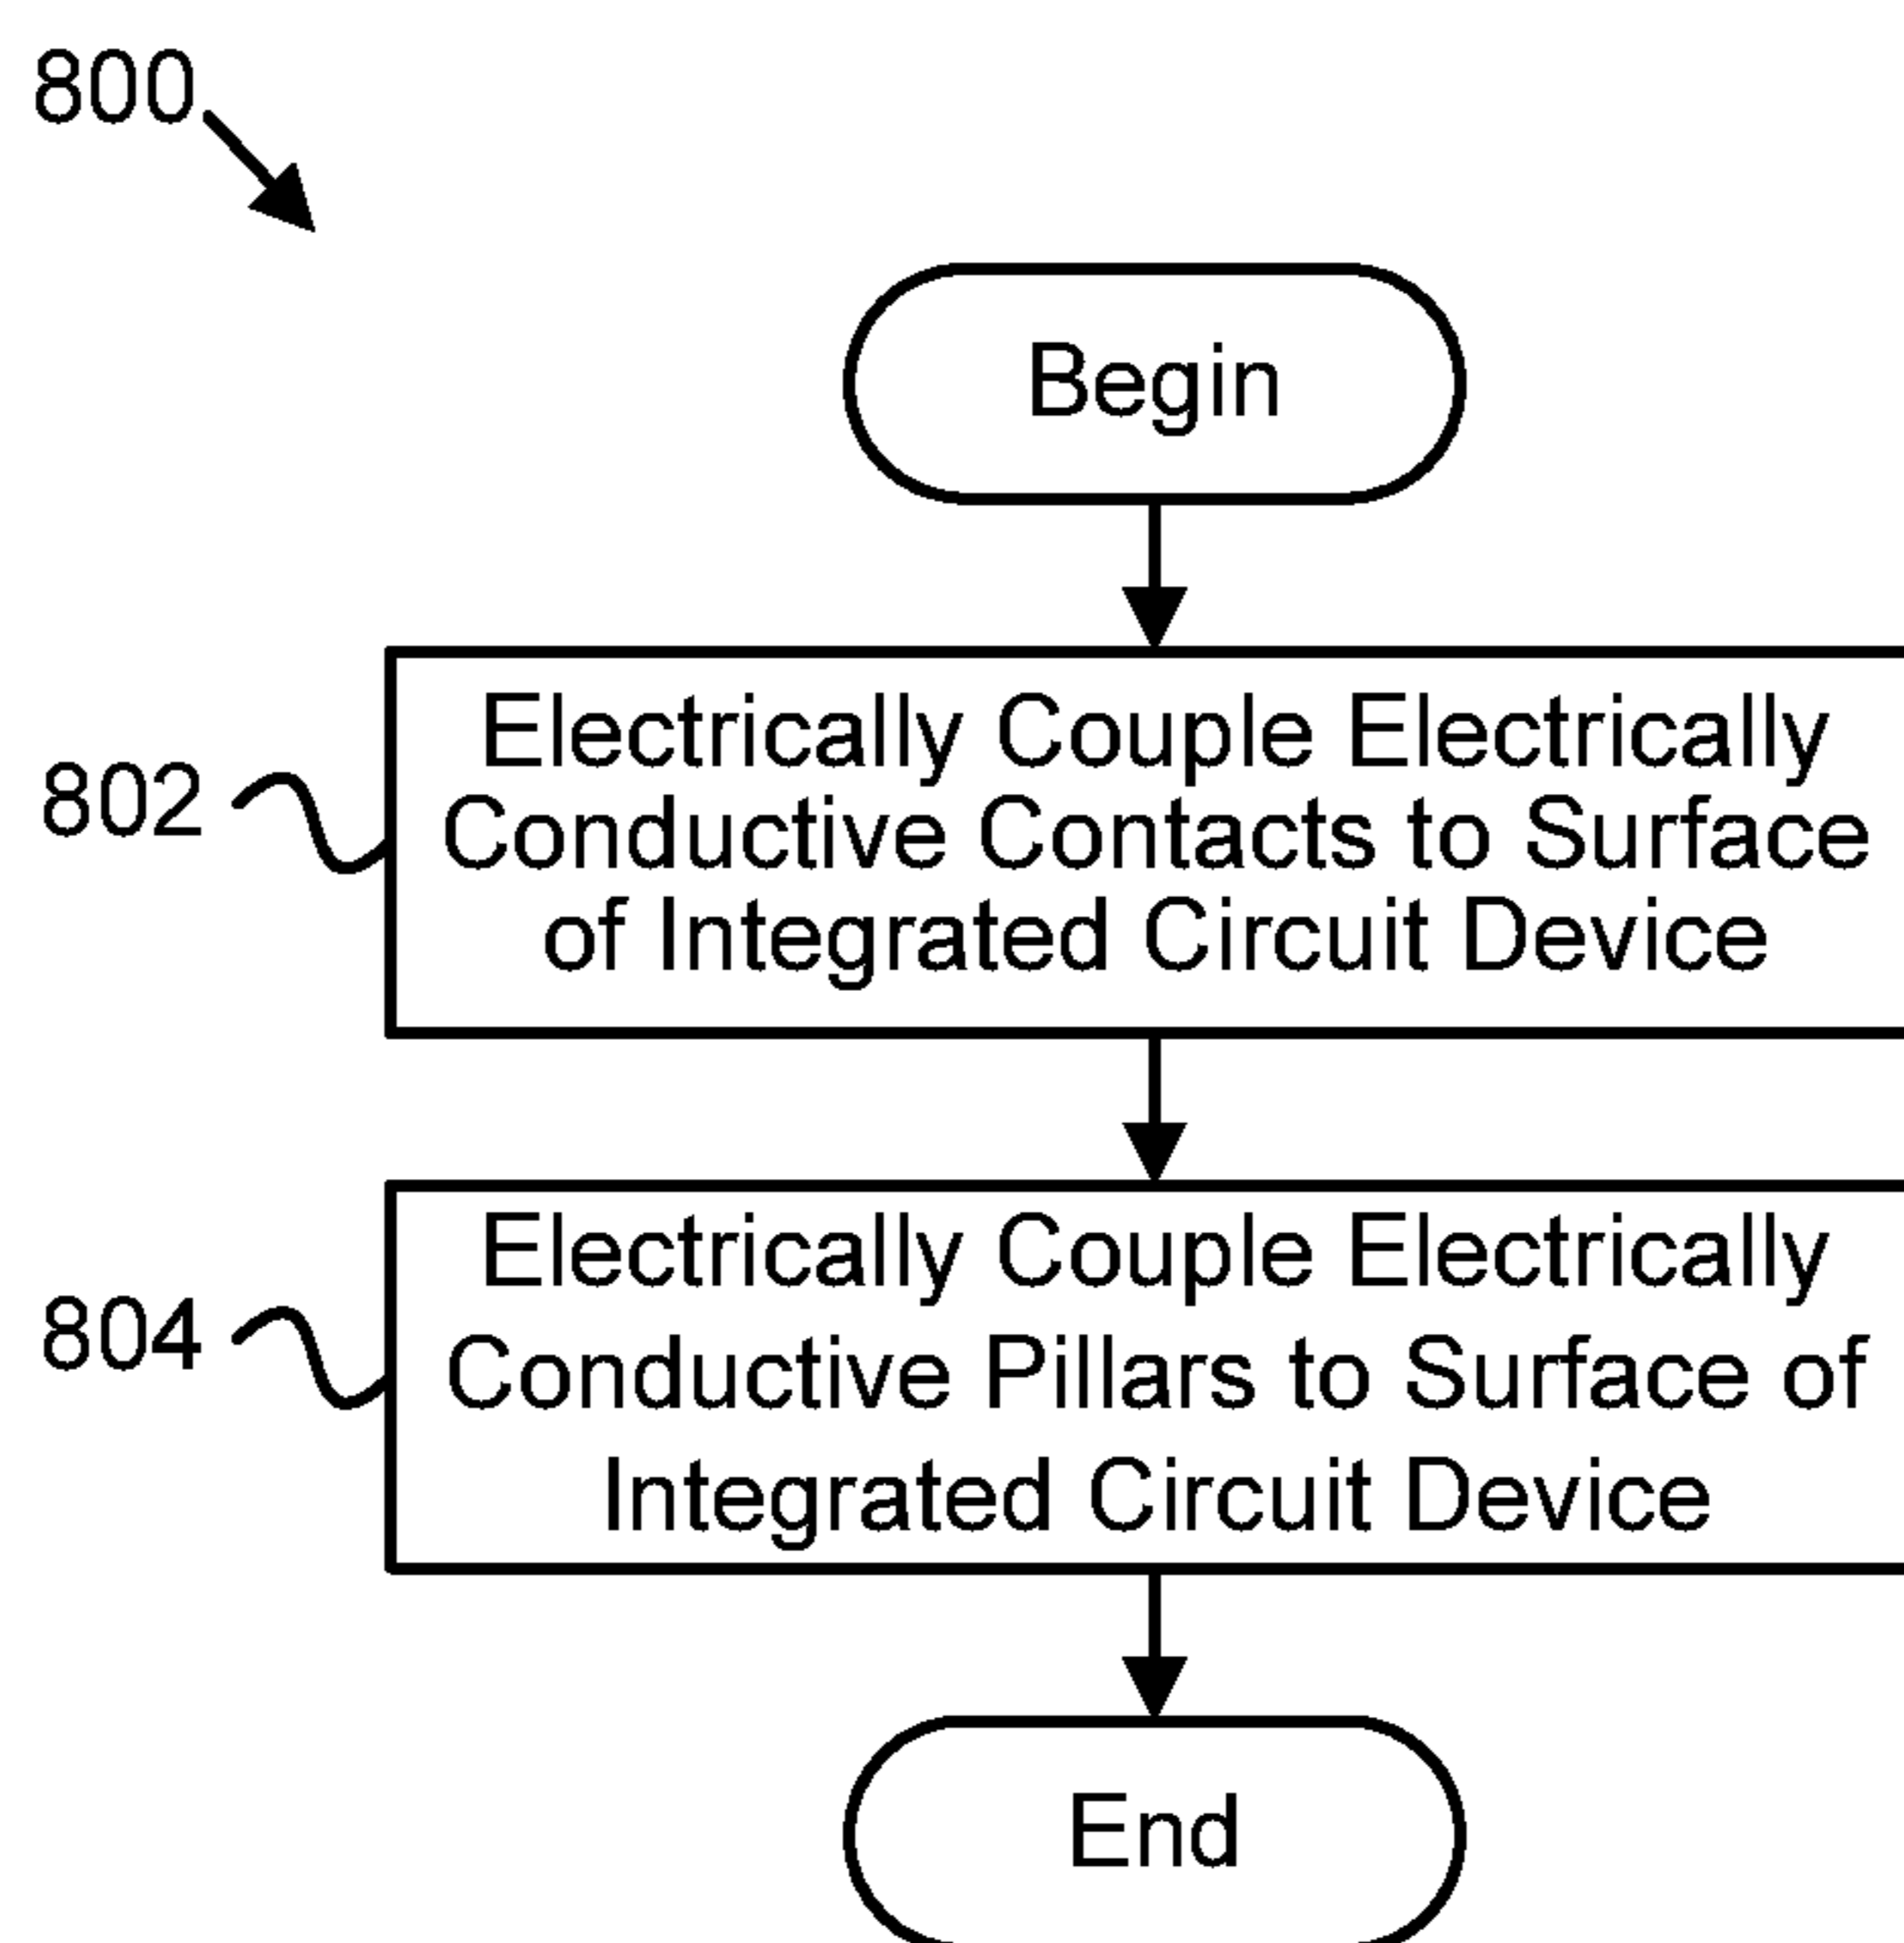 800
Begin
802
Electrically Couple Electrically
Conductive Contacts to Surface
of Integrated Circuit Device
804
Electrically Couple Electrically
Conductive Pillars to Surface of
Integrated Circuit Device
End